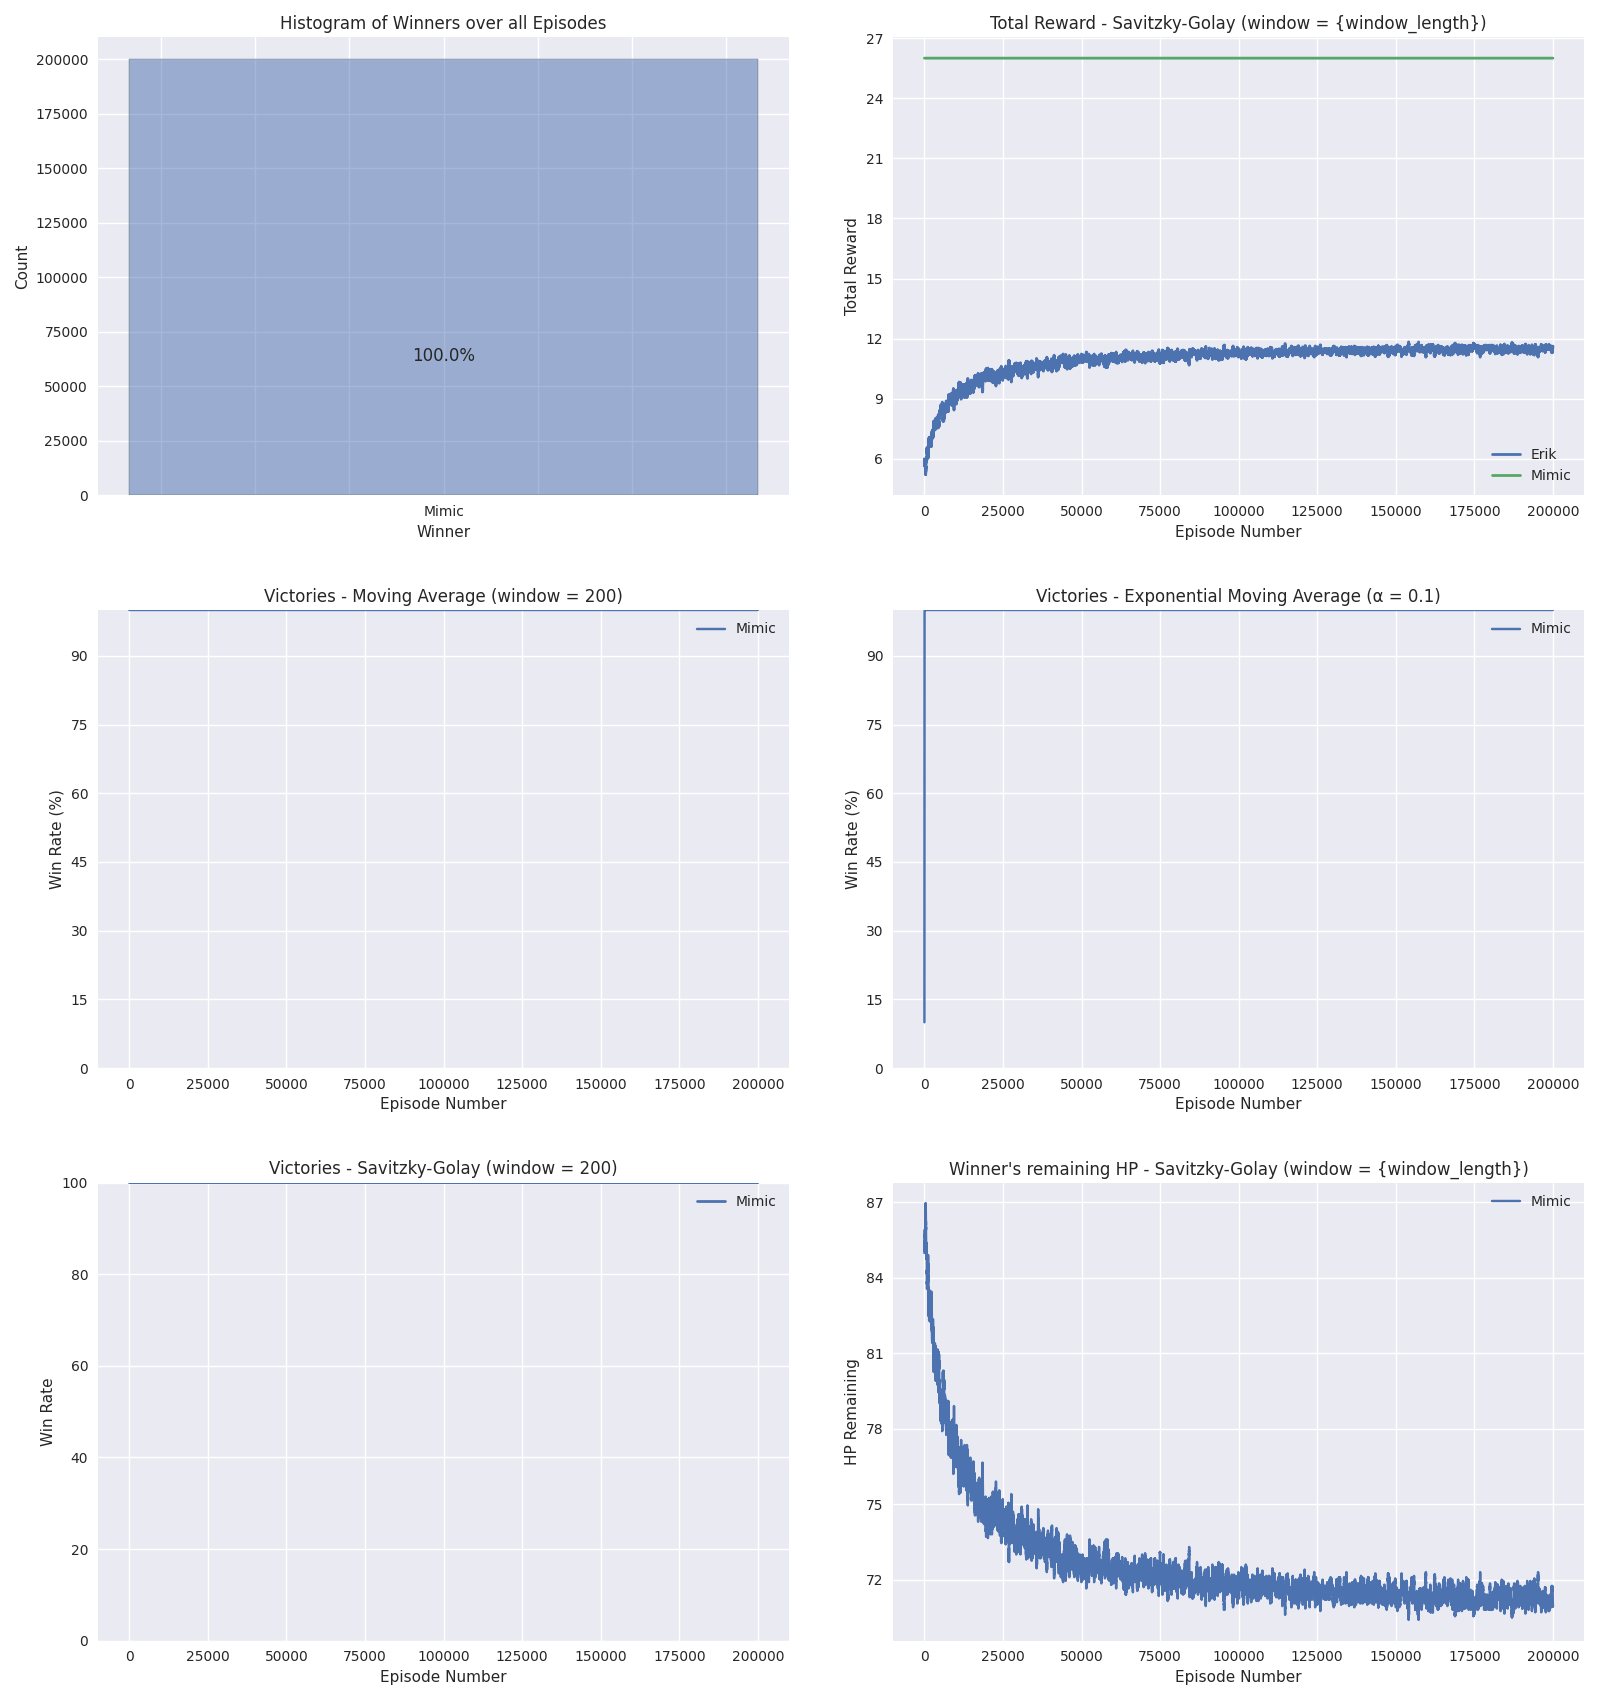 Histogram of Winners over all Episodes
200000
175000
150000
125000
100000
75000
50000
25000
0
Count
100.0%
Mimic
Winner
Total Reward - Savitzky-Golay (window = {window_length})
27
24
21
18
15
12
9
6
Total Reward
Erik
Mimic
0 25000 50000 75000 100000 125000 150000 175000 200000
Episode Number
Victories - Moving Average (window = 200)
Mimic
90
75
60
45
30
15
0
Win Rate (%)
0 25000 50000 75000 100000 125000 150000 175000 200000
Episode Number
Victories - Exponential Moving Average (α = 0.1)
Mimic
90
75
60
45
30
15
0
Win Rate (%)
0 25000 50000 75000 100000 125000 150000 175000 200000
Episode Number
Victories - Savitzky-Golay (window = 200)
Mimic
100
80
60
40
20
0
Win Rate
0 25000 50000 75000 100000 125000 150000 175000 200000
Episode Number
Winner's remaining HP - Savitzky-Golay (window = {window_length})
Mimic
87
84
81
78
75
72
HP Remaining
0 25000 50000 75000 100000 125000 150000 175000 200000
Episode Number